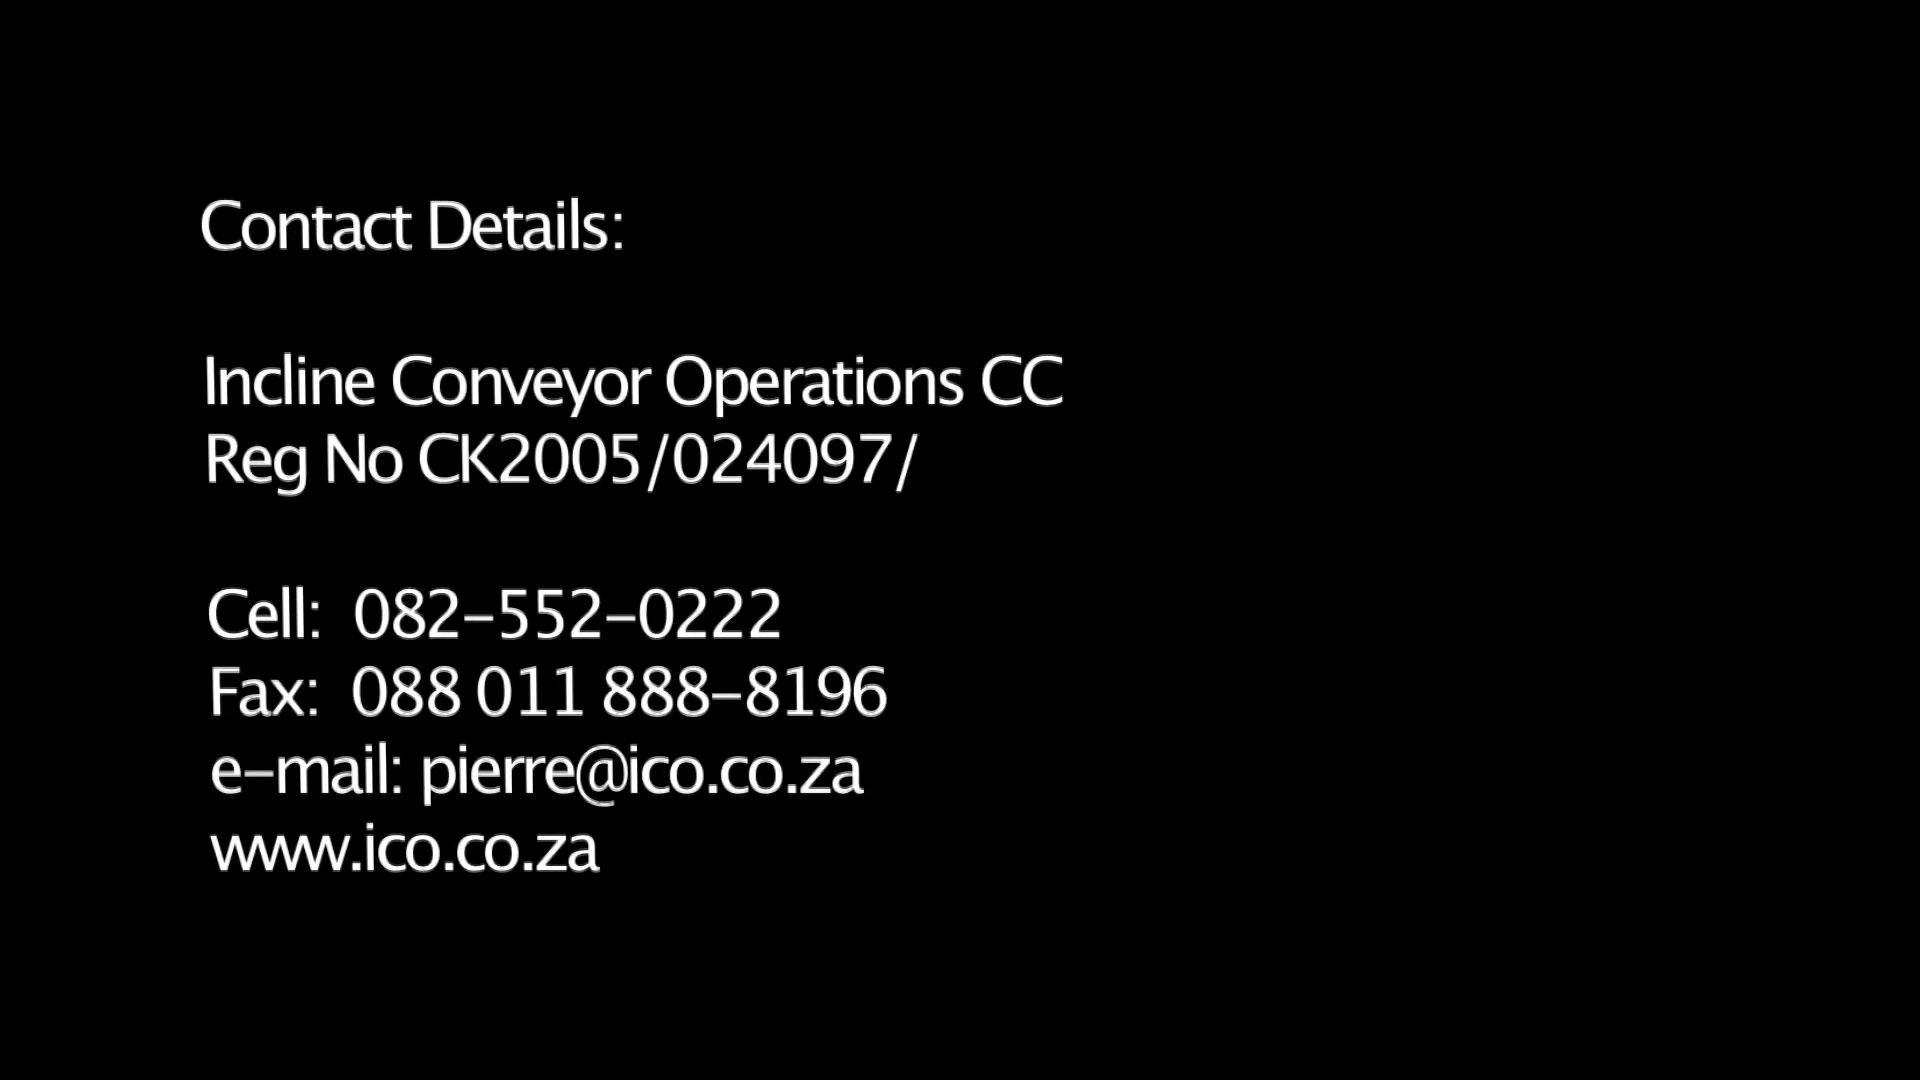 Contact Details:
Incline Conveyor Operations CC
Reg No CK2005/024097/
Cell: 082-552-0222
Fax: 088 011 888-8196
e-mail: pierre@ico.co.za
www.ico.co.za